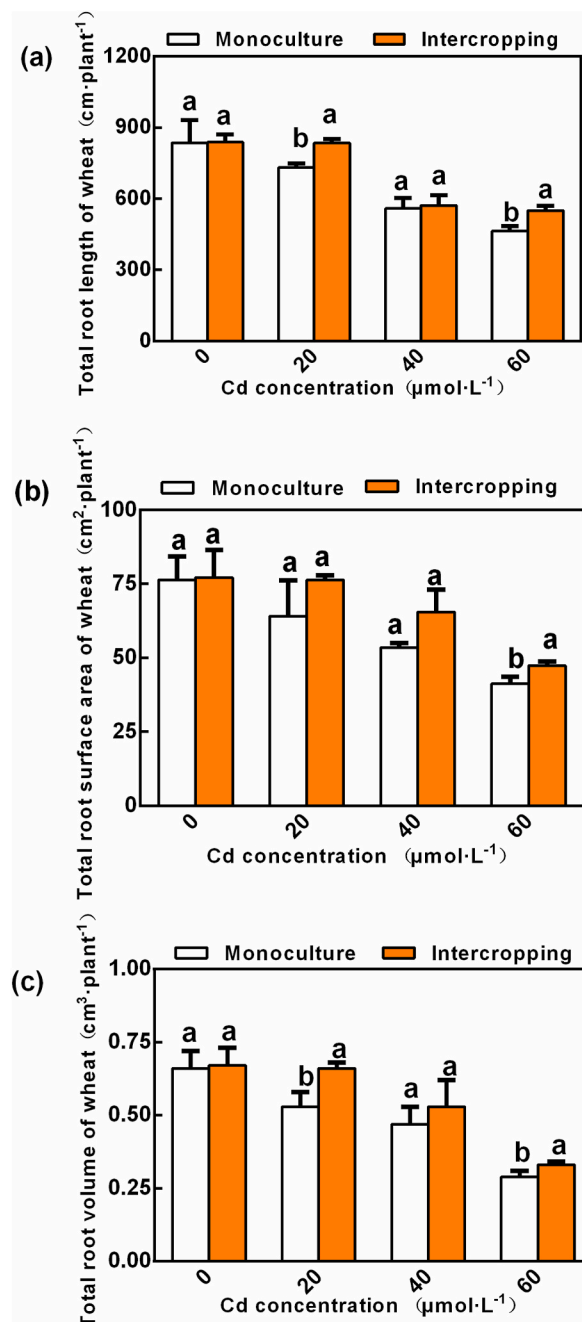 (a)
Monoculture Intercropping
Total root length of wheat (cm·plant⁻¹)
1200
900
600
300
0
a a b a a a b a
0 20 40 60
Cd concentration (μmol·L⁻¹)
(b)
Monoculture Intercropping
Total root surface area of wheat (cm²·plant⁻¹)
100
75
50
25
0
a a a a a a b a
0 20 40 60
Cd concentration (μmol·L⁻¹)
(c)
Monoculture Intercropping
Total root volume of wheat (cm³·plant⁻¹)
1.00
0.75
0.50
0.25
0.00
a a b a a a b a
0 20 40 60
Cd concentration (μmol·L⁻¹)